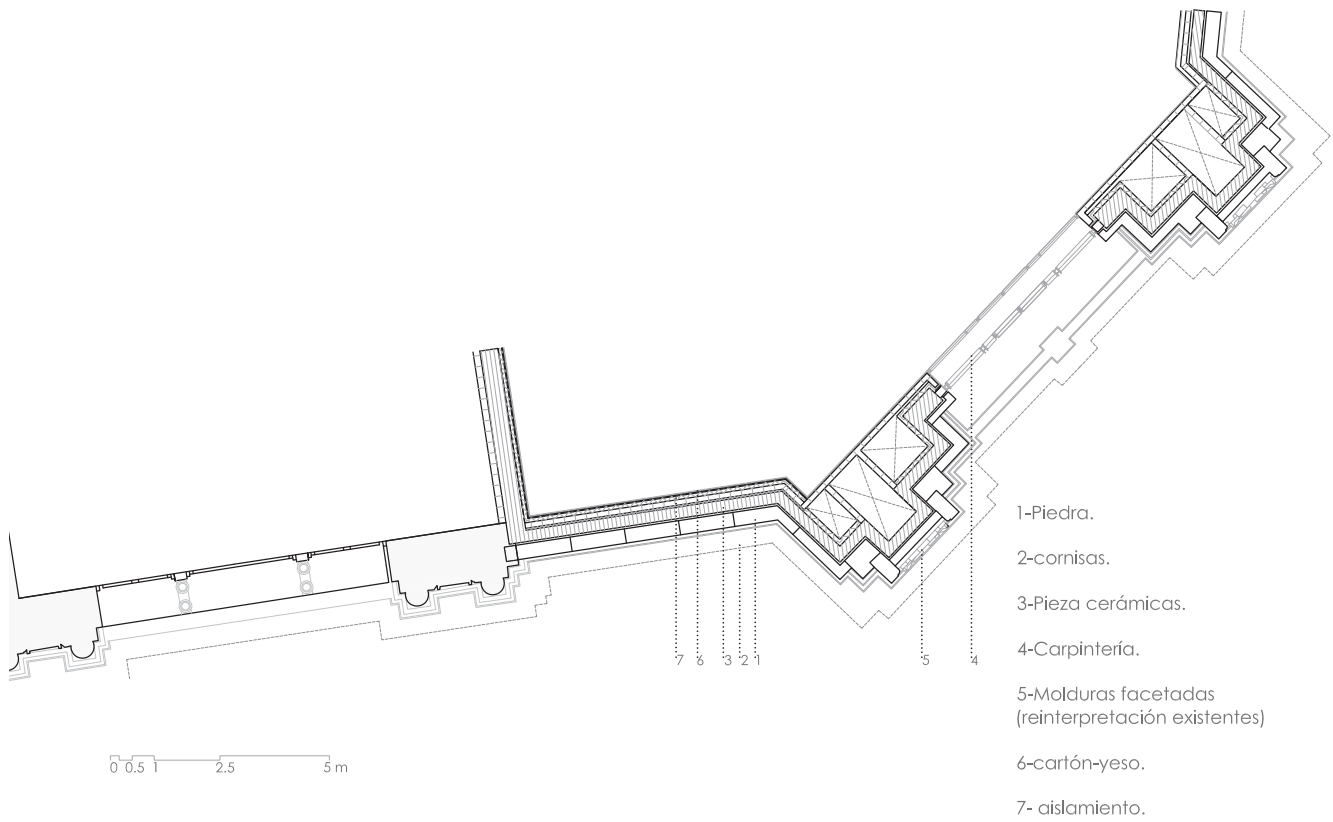 1-Piedra.
2-cornisas.
3-Pieza cerámicas.
4-Carpintería.
5-Molduras facetadas
(reinterpretación existentes)
6-cartón-yeso.
7- aislamiento.
7 6 3 2 1 5 4
0 0.5 1 2.5 5 m